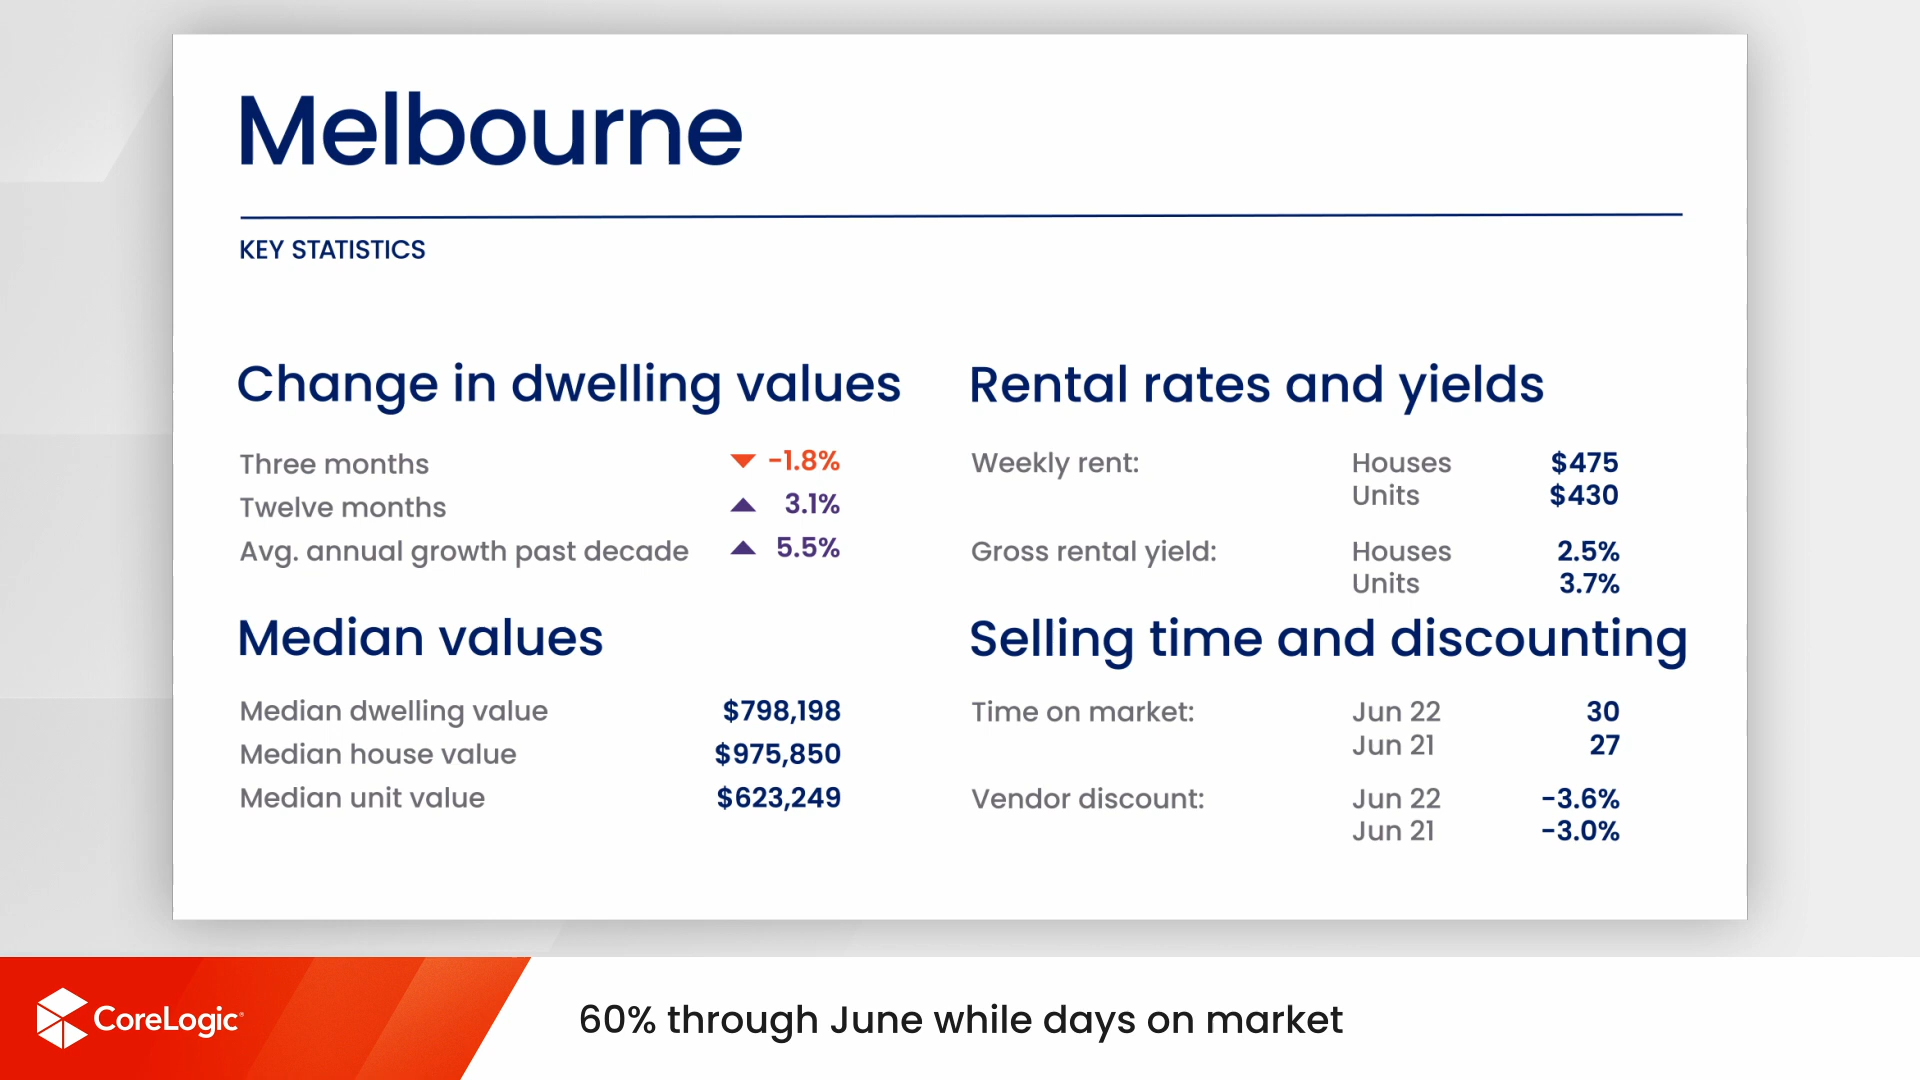 Melbourne
KEY STATISTICS
Change in dwelling values
Three months -1.8%
Twelve months 3.1%
Avg. annual growth past decade 5.5%
Median values
Median dwelling value $798,198
Median house value $975,850
Median unit value $623,249
Rental rates and yields
Weekly rent: Houses $475
Units $430
Gross rental yield: Houses 2.5%
Units 3.7%
Selling time and discounting
Time on market: Jun 22 30
Jun 21 27
Vendor discount: Jun 22 -3.6%
Jun 21 -3.0%
CoreLogic
60% through June while days on market